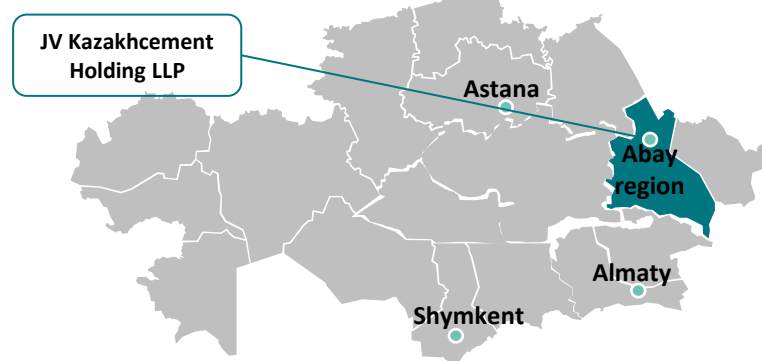 JV Kazakhcement
Holding LLP
Astana
Abay
region
Almaty
Shymkent